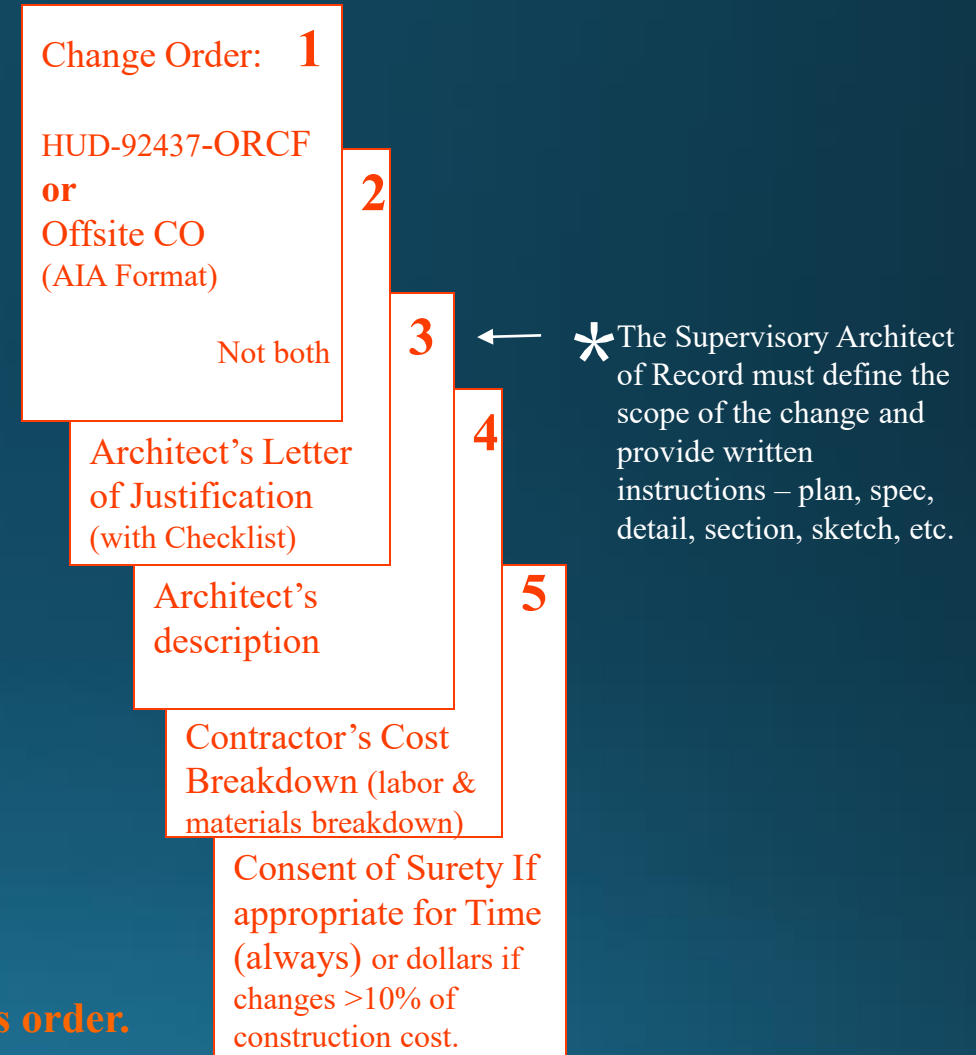 Change Order: 1
HUD-92437-ORCF
or
Offsite CO
(AIA Format)
Not both
2
Architect’s Letter
of Justification
(with Checklist)
3
Architect’s
description
4
Contractor’s Cost
Breakdown (labor &
materials breakdown)
5
Consent of Surety If
appropriate for Time
(always) or dollars if
changes >10% of
construction cost.
*The Supervisory Architect
of Record must define the
scope of the change and
provide written
instructions – plan, spec,
detail, section, sketch, etc.
s order.